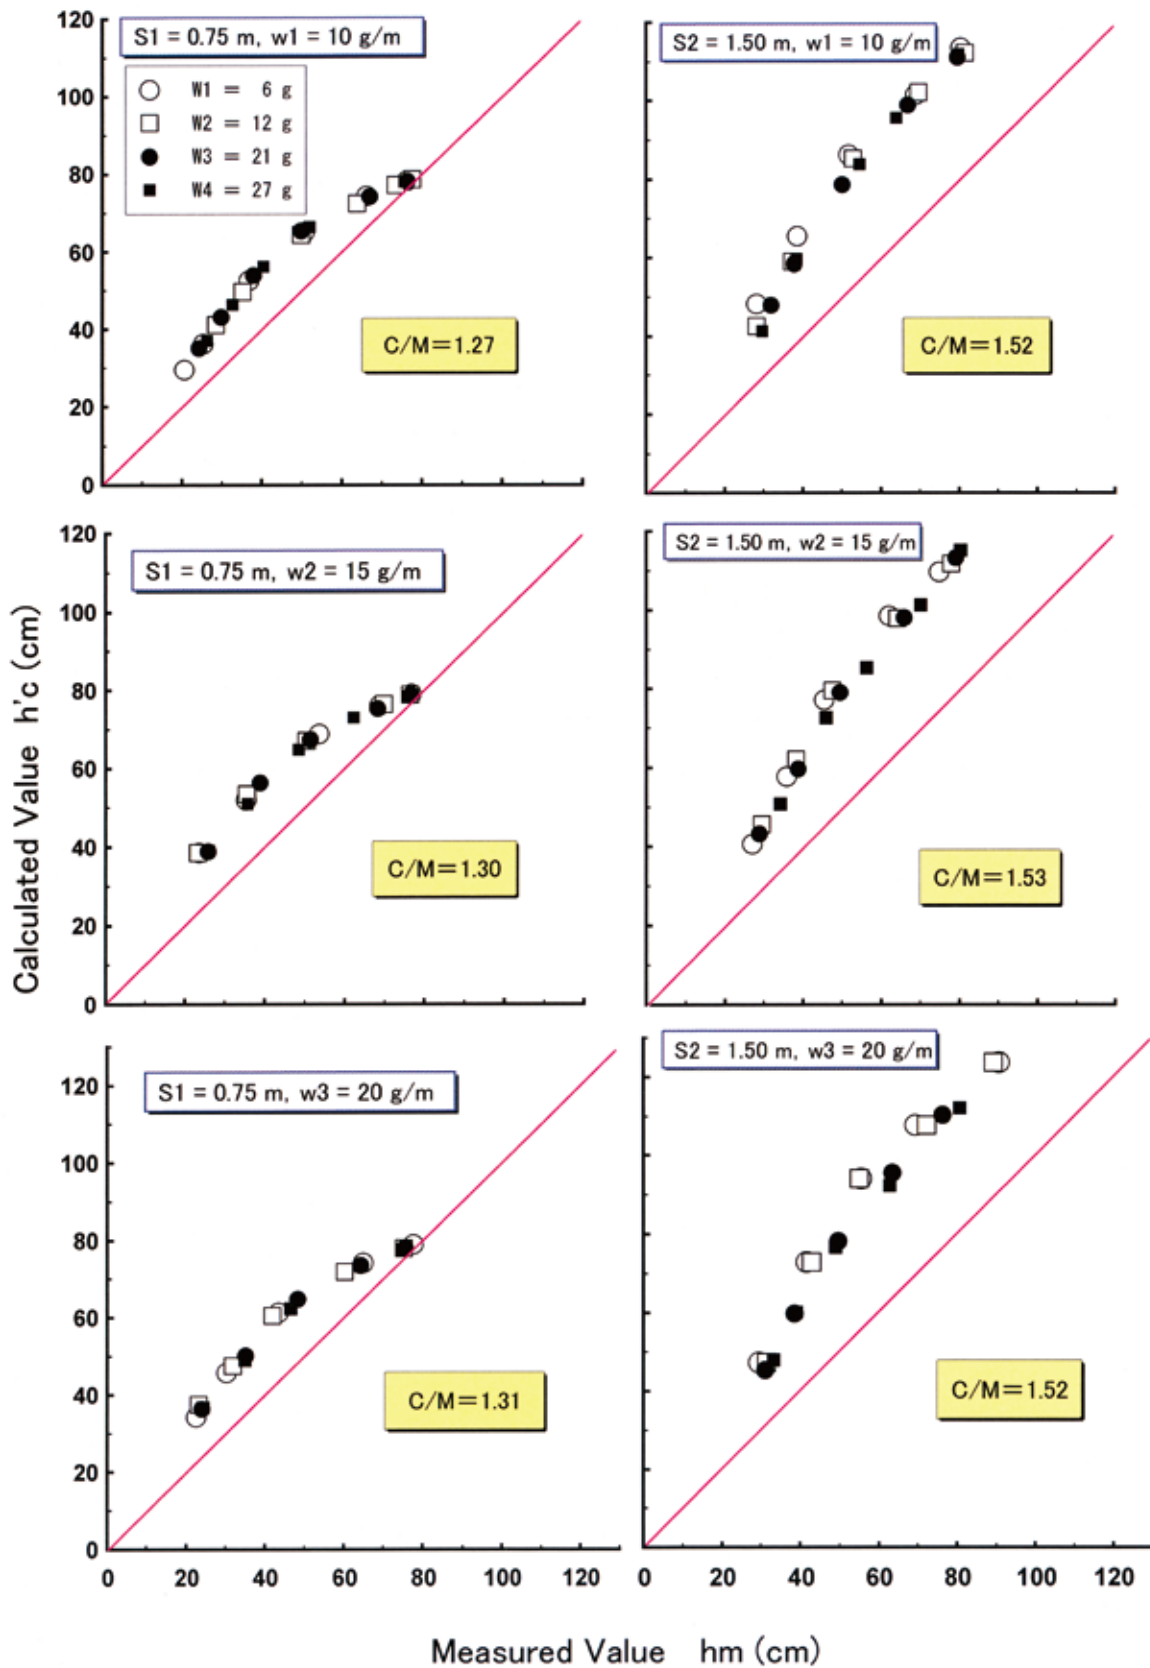 120
100
80
60
40
20
0
S1 = 0.75 m, w1 = 10 g/m
W1 = 6 g
W2 = 12 g
W3 = 21 g
W4 = 27 g
C/M=1.27
S2 = 1.50 m, w1 = 10 g/m
C/M=1.52
120
100
80
60
40
20
0
S1 = 0.75 m, w2 = 15 g/m
C/M=1.30
S2 = 1.50 m, w2 = 15 g/m
C/M=1.53
Calculated Value h'c (cm)
120
100
80
60
40
20
0
S1 = 0.75 m, w3 = 20 g/m
C/M=1.31
S2 = 1.50 m, w3 = 20 g/m
C/M=1.52
0 20 40 60 80 100 120
0 20 40 60 80 100 120
Measured Value hm (cm)